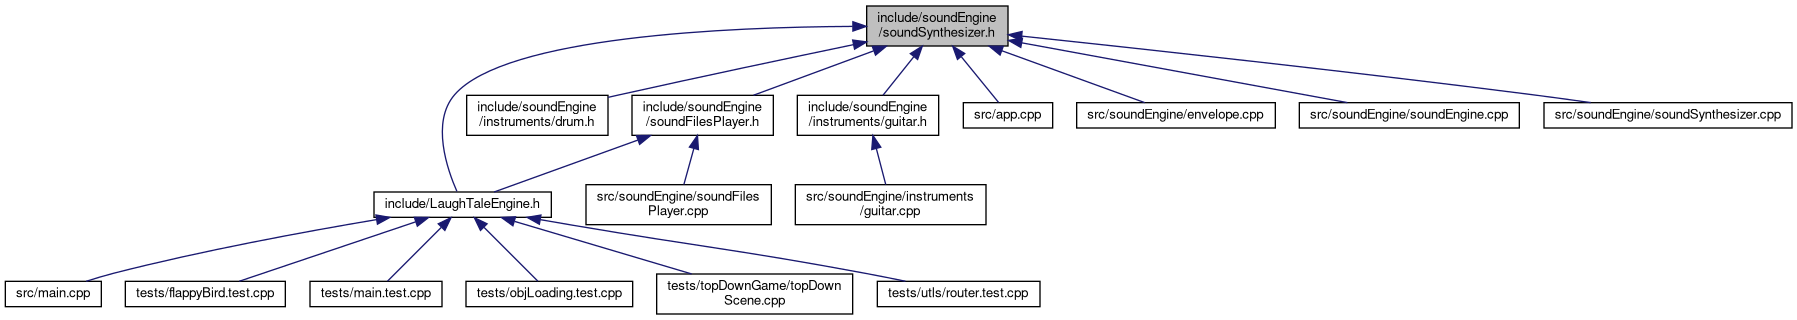 include/soundEngine
/soundSynthesizer.h
include/soundEngine
/instruments/drum.h
include/soundEngine
/soundFilesPlayer.h
include/soundEngine
/instruments/guitar.h
src/app.cpp
src/soundEngine/envelope.cpp
src/soundEngine/soundEngine.cpp
src/soundEngine/soundSynthesizer.cpp
include/LaughTaleEngine.h
src/soundEngine/soundFiles
Player.cpp
src/soundEngine/instruments
/guitar.cpp
src/main.cpp
tests/flappyBird.test.cpp
tests/main.test.cpp
tests/objLoading.test.cpp
tests/topDownGame/topDown
Scene.cpp
tests/utls/router.test.cpp